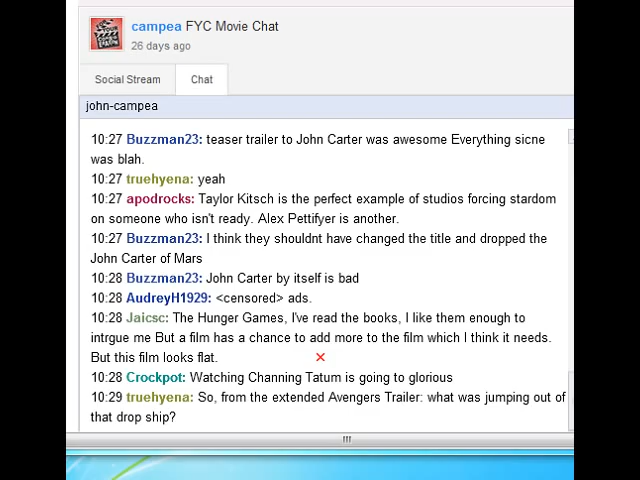 campea FYC Movie Chat
26 days ago
Social Stream
Chat
john-campea
10:27 Buzzman23: teaser trailer to John Carter was awesome Everything sicne
was blah.
10:27 truehyena: yeah
10:27 apodrocks: Taylor Kitsch is the perfect example of studios forcing stardom
on someone who isn't ready. Alex Pettifyer is another.
10:27 Buzzman23: I think they shouldnt have changed the title and dropped the
John Carter of Mars
10:28 Buzzman23: John Carter by itself is bad
10:28 AudreyH1929: <censored> ads.
10:28 Jaicsc: The Hunger Games, I've read the books, I like them enough to
intrgue me But a film has a chance to add more to the film which I think it needs.
But this film looks flat.
10:28 Crockpot: Watching Channing Tatum is going to glorious
10:29 truehyena: So, from the extended Avengers Trailer: what was jumping out of
that drop ship?